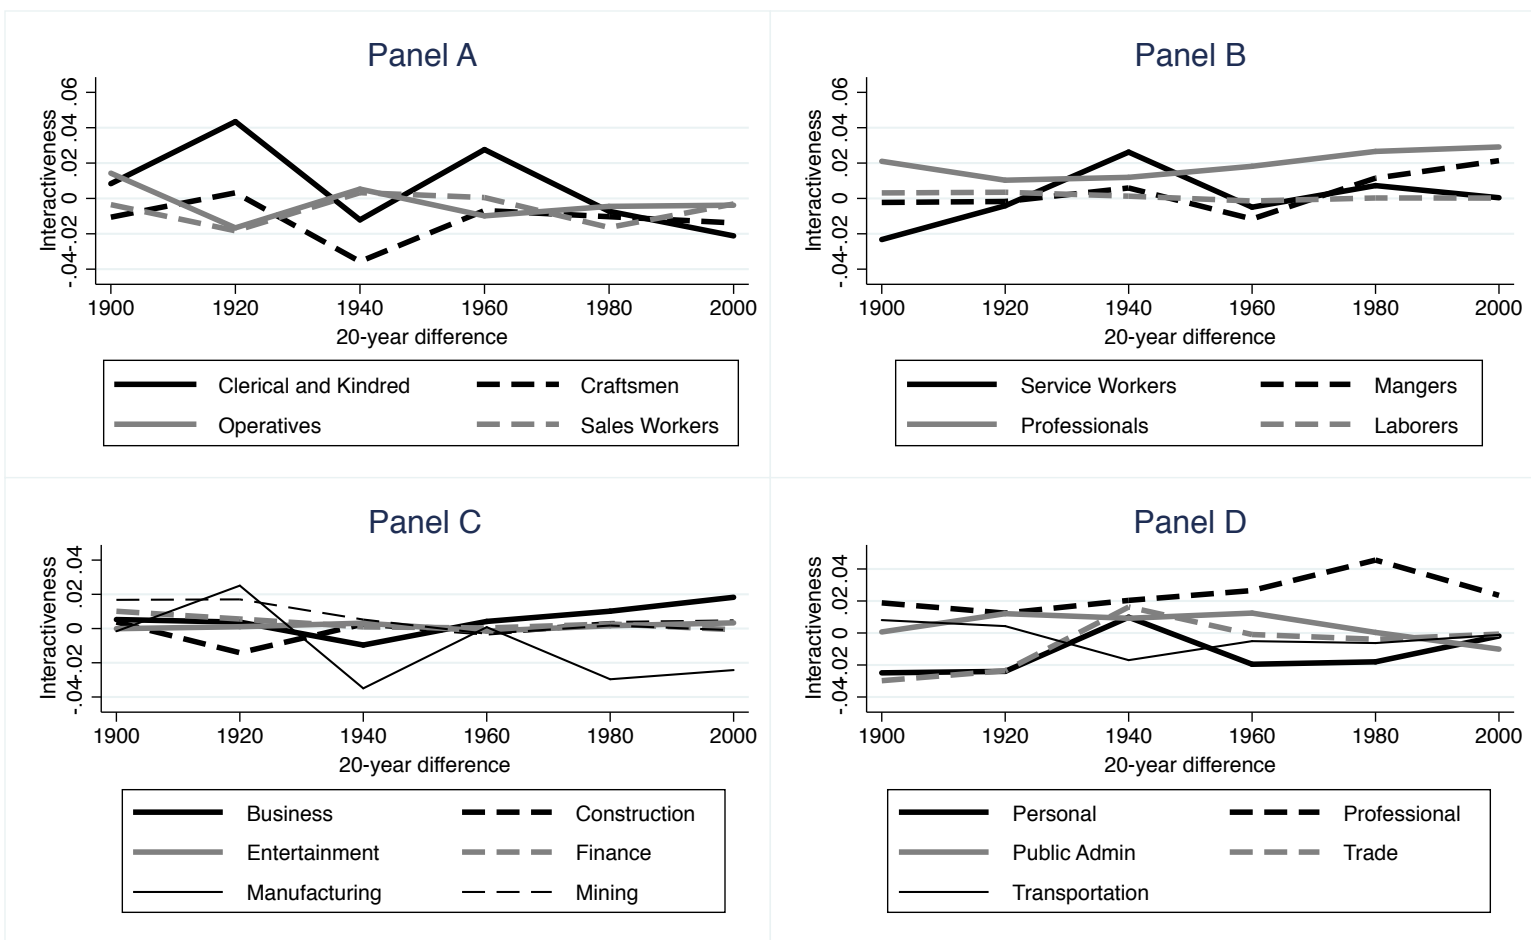 Panel A
Interactiveness
-.04 -.02 0 .02 .04 .06
1900 1920 1940 1960 1980 2000
20-year difference
Clerical and Kindred Craftsmen
Operatives Sales Workers
Panel B
Interactiveness
-.04 -.02 0 .02 .04 .06
1900 1920 1940 1960 1980 2000
20-year difference
Service Workers Mangers
Professionals Laborers
Panel C
Interactiveness
-.04 -.02 0 .02 .04
1900 1920 1940 1960 1980 2000
20-year difference
Business Construction
Entertainment Finance
Manufacturing Mining
Panel D
Interactiveness
-.04 -.02 0 .02 .04
1900 1920 1940 1960 1980 2000
20-year difference
Personal Professional
Public Admin Trade
Transportation